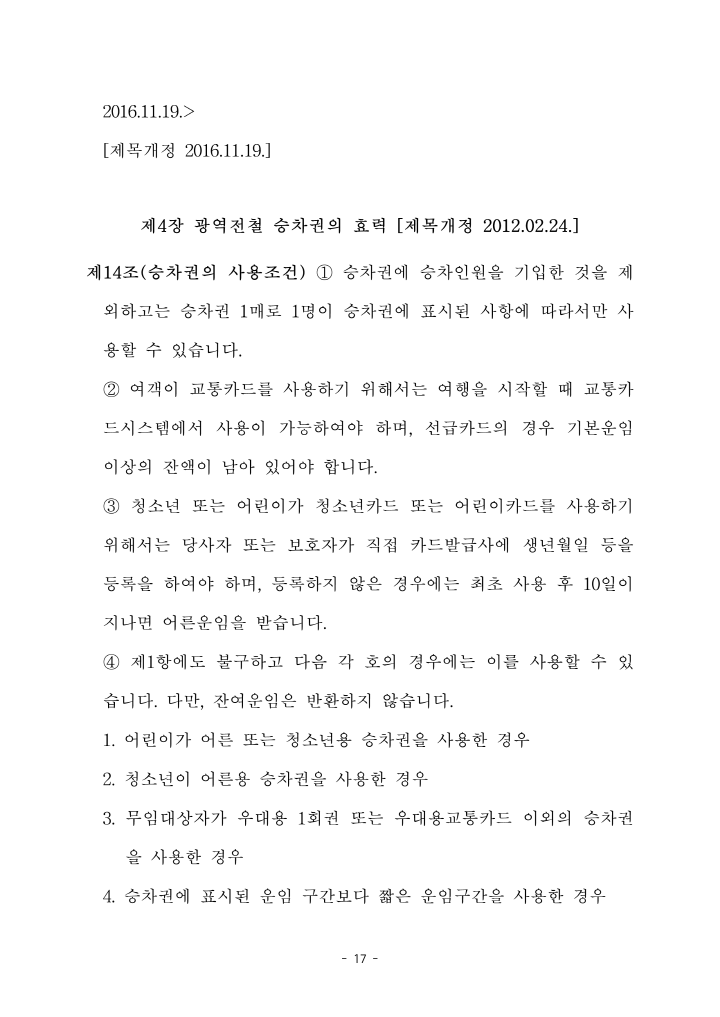 2016.11.19.>
[제목개정 2016.11.19.]
제4장 광역전철 승차권의 효력 [제목개정 2012.02.24.]
제14조(승차권의 사용조건) ① 승차권에 승차인원을 기입한 것을 제
외하고는 승차권 1매로 1명이 승차권에 표시된 사항에 따라서만 사
용할 수 있습니다.
② 여객이 교통카드를 사용하기 위해서는 여행을 시작할 때 교통카
드시스템에서 사용이 가능하여야 하며, 선급카드의 경우 기본운임
이상의 잔액이 남아 있어야 합니다.
③ 청소년 또는 어린이가 청소년카드 또는 어린이카드를 사용하기
위해서는 당사자 또는 보호자가 직접 카드발급사에 생년월일 등을
등록을 하여야 하며, 등록하지 않은 경우에는 최초 사용 후 10일이
지나면 어른운임을 받습니다.
④ 제1항에도 불구하고 다음 각 호의 경우에는 이를 사용할 수 있
습니다. 다만, 잔여운임은 반환하지 않습니다.
1. 어린이가 어른 또는 청소년용 승차권을 사용한 경우
2. 청소년이 어른용 승차권을 사용한 경우
3. 무임대상자가 우대용 1회권 또는 우대용교통카드 이외의 승차권
을 사용한 경우
4. 승차권에 표시된 운임 구간보다 짧은 운임구간을 사용한 경우
- 17 -